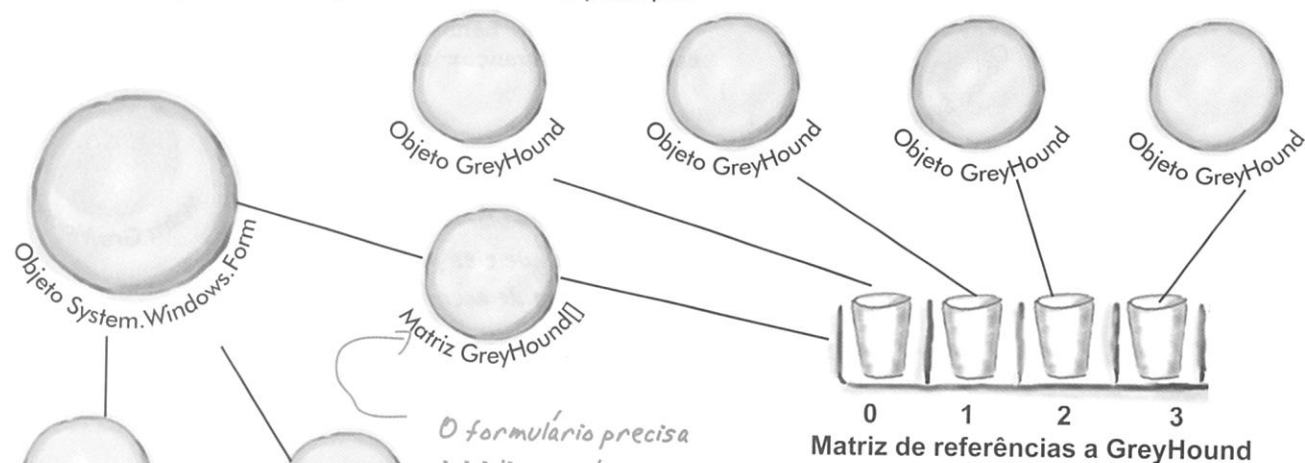 Objeto GreyHound
Objeto GreyHound
Objeto GreyHound
Objeto GreyHound
Objeto System.Windows.Form
Matriz GreyHound[]
O formulário precisa
0 1 2 3
Matriz de referências a GreyHound